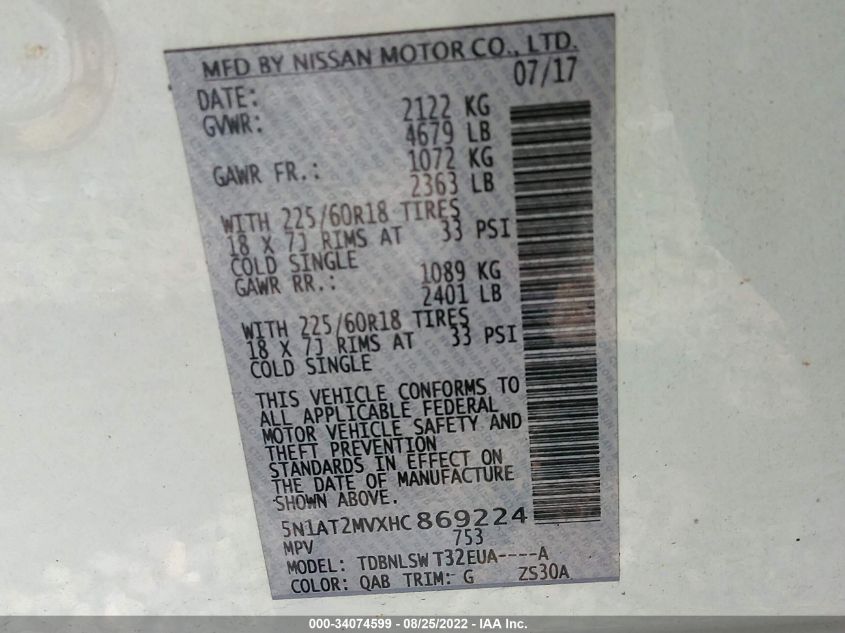 MFD BY NISSAN MOTOR CO., LTD.
DATE: 07/17
GVWR: 2122 KG
4679 LB
GAWR FR.: 1072 KG
2363 LB
WITH 225/60R18 TIRES
18 X 7J RIMS AT 33 PSI
COLD SINGLE
GAWR RR.: 1089 KG
2401 LB
WITH 225/60R18 TIRES
18 X 7J RIMS AT 33 PSI
COLD SINGLE
THIS VEHICLE CONFORMS TO
ALL APPLICABLE FEDERAL
MOTOR VEHICLE SAFETY AND
THEFT PREVENTION
STANDARDS IN EFFECT ON
THE DATE OF MANUFACTURE
SHOWN ABOVE.
5N1AT2MVXHC869224
MPV 753
MODEL: TDBNLSWT32EUA----A
COLOR: QAB TRIM: G ZS30A
000-34074599 - 08/25/2022 - IAA Inc.